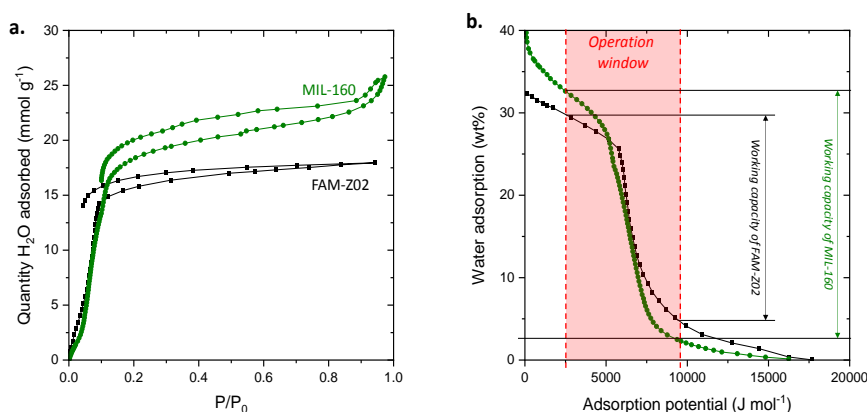 a.
Quantity H2O adsorbed (mmol g-1)
30
25
20
15
10
5
0
MIL-160
FAM-Z02
0.0 0.2 0.4 0.6 0.8 1.0
P/P0
b.
Water adsorption (wt%)
40
30
20
10
0
Operation
window
Working capacity of FAM-Z02
Working capacity of MIL-160
0 5000 10000 15000 20000
Adsorption potential (J mol-1)